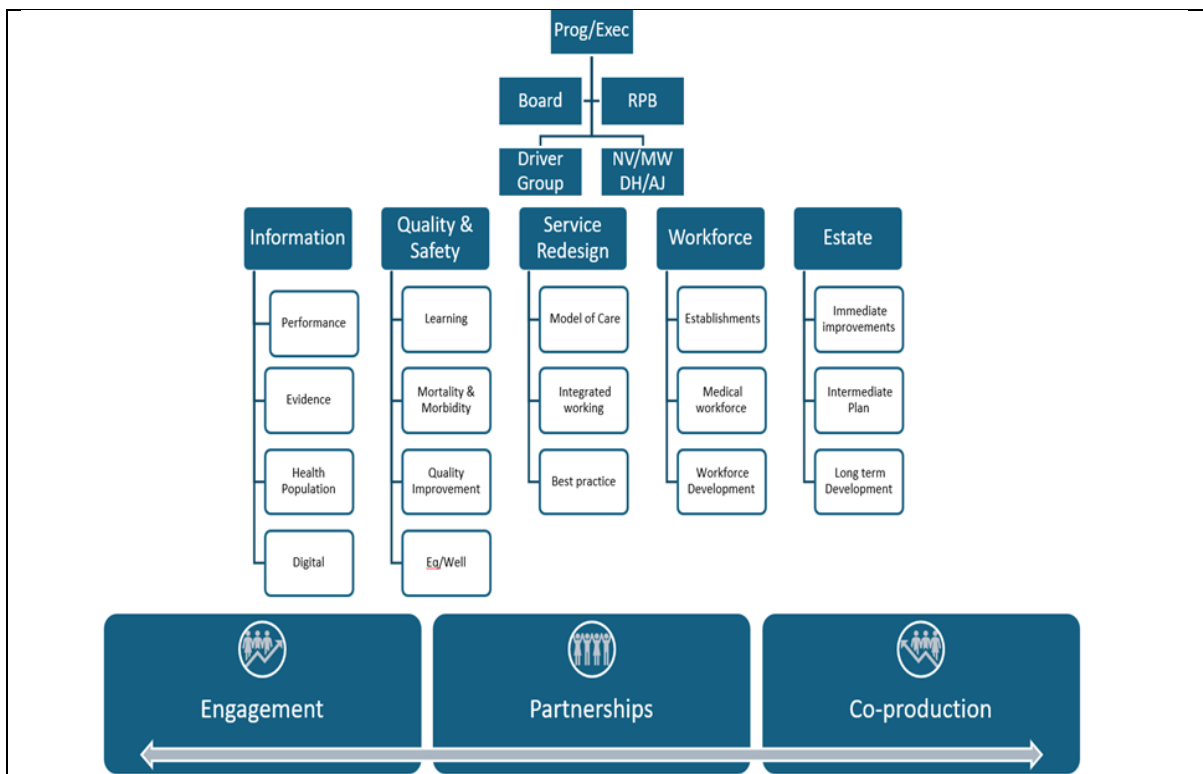 Prog/Exec
Board
RPB
Driver
Group
NV/MW
DH/AJ
Information
Performance
Evidence
Health
Population
Digital
Quality &
Safety
Learning
Mortality &
Morbidity
Quality
Improvement
Eq/Well
Service
Redesign
Model of Care
Integrated
working
Best practice
Workforce
Establishments
Medical
workforce
Workforce
Development
Estate
Immediate
improvements
Intermediate
Plan
Long term
Development
Engagement
Partnerships
Co-production